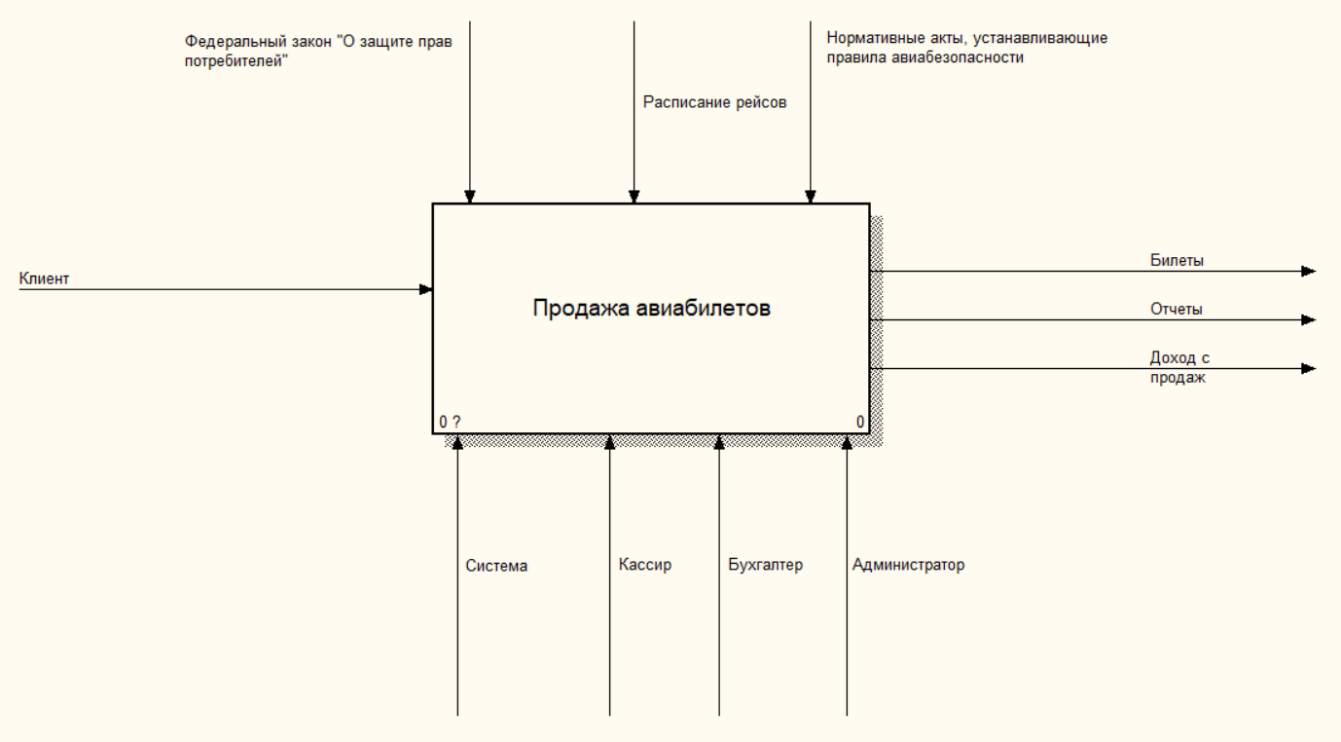 Федеральный закон "О защите прав
потребителей"
Нормативные акты, устанавливающие
правила авиабезопасности
Расписание рейсов
Клиент
Продажа авиабилетов
0 ?
0
Билеты
Отчеты
Доход с
продаж
Система
Кассир
Бухгалтер
Администратор